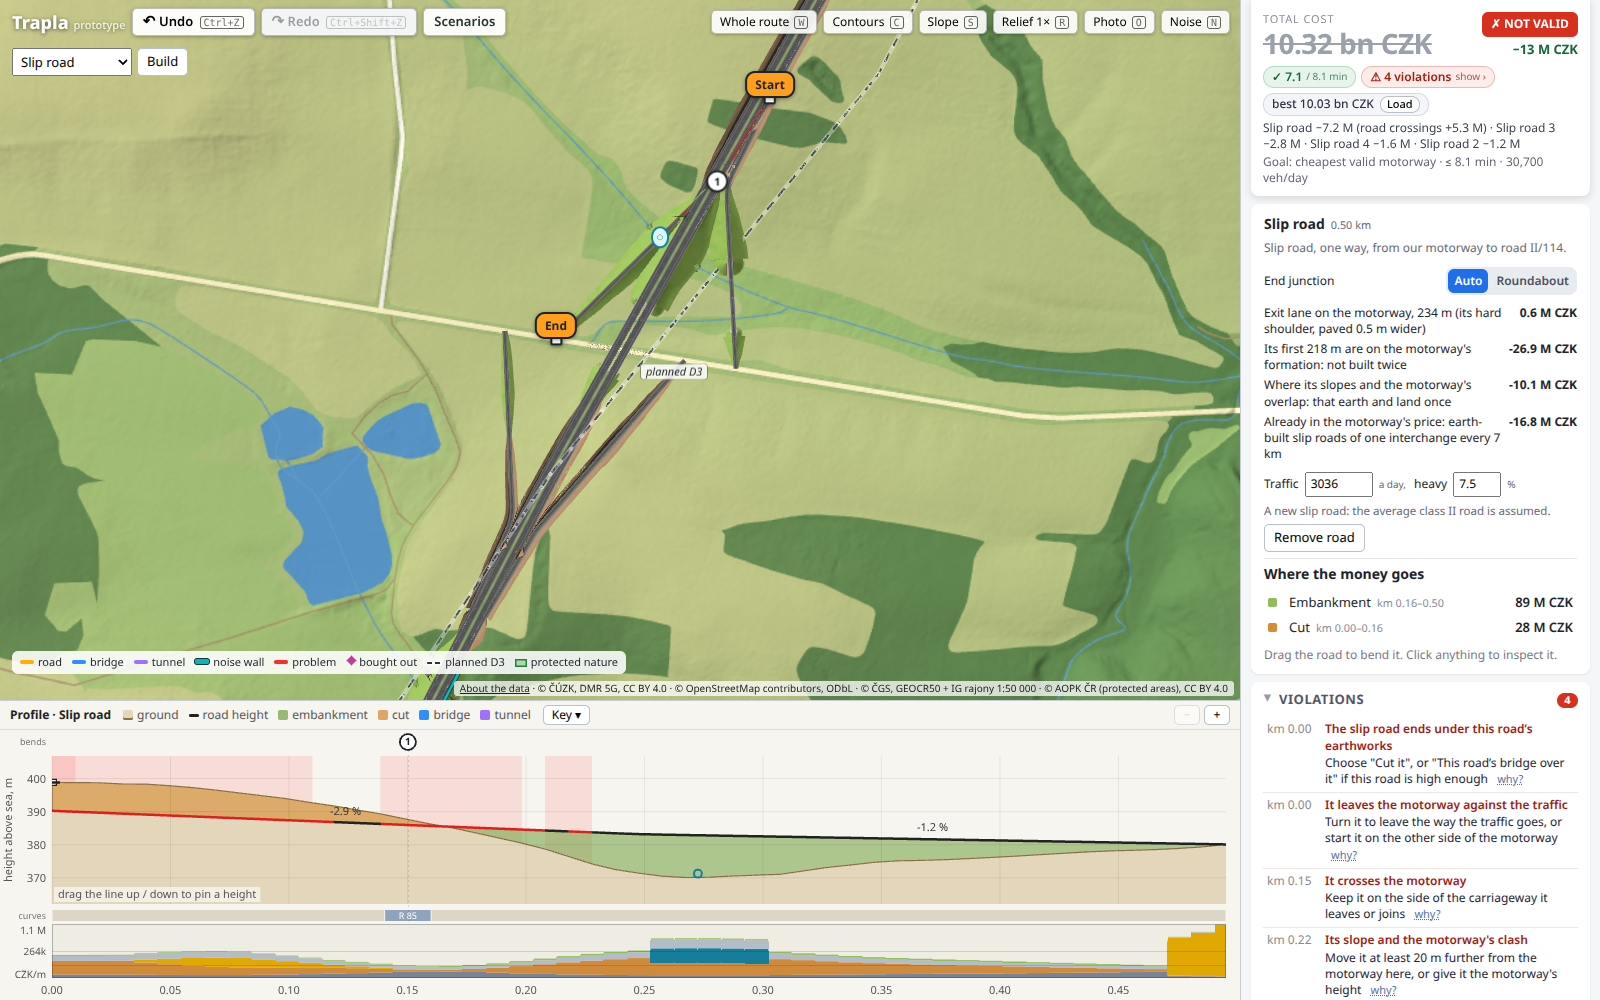 Trapla prototype
↶ Undo Ctrl+Z
↷ Redo Ctrl+Shift+Z
Scenarios
Whole route W
Contours C
Slope S
Relief 1× R
Photo O
Noise N
Slip road
Build
Start
1
End
planned D3
road
bridge
tunnel
noise wall
problem
bought out
planned D3
protected nature
About the data · © ČÚZK, DMR 5G, CC BY 4.0 · © OpenStreetMap contributors, ODbL · © ČGS, GEOCR50 + IG rajony 1:50 000 · © AOPK ČR (protected areas), CC BY 4.0
Profile · Slip road
ground
road height
embankment
cut
bridge
tunnel
Key ▾
−
+
bends
1
height above sea, m
400
390
380
370
-2.9 %
-1.2 %
drag the line up / down to pin a height
curves
R 85
1.1 M
264k
CZK/m
0.00 0.05 0.10 0.15 0.20 0.25 0.30 0.35 0.40 0.45
TOTAL COST
✗ NOT VALID
10.32 bn CZK
−13 M CZK
✓ 7.1 / 8.1 min
⚠ 4 violations show ›
best 10.03 bn CZK Load
Slip road −7.2 M (road crossings +5.3 M) · Slip road 3
−2.8 M · Slip road 4 −1.6 M · Slip road 2 −1.2 M
Goal: cheapest valid motorway · ≤ 8.1 min · 30,700
veh/day
Slip road 0.50 km
Slip road, one way, from our motorway to road II/114.
End junction Auto Roundabout
Exit lane on the motorway, 234 m (its hard 0.6 M CZK
shoulder, paved 0.5 m wider)
Its first 218 m are on the motorway's -26.9 M CZK
formation: not built twice
Where its slopes and the motorway's -10.1 M CZK
overlap: that earth and land once
Already in the motorway's price: earth- -16.8 M CZK
built slip roads of one interchange every 7
km
Traffic 3036 a day, heavy 7.5 %
A new slip road: the average class II road is assumed.
Remove road
Where the money goes
Embankment km 0.16–0.50 89 M CZK
Cut km 0.00–0.16 28 M CZK
Drag the road to bend it. Click anything to inspect it.
▼ VIOLATIONS 4
km 0.00 The slip road ends under this road's
earthworks
Choose "Cut it", or "This road's bridge over
it" if this road is high enough why?
km 0.00 It leaves the motorway against the traffic
Turn it to leave the way the traffic goes, or
start it on the other side of the motorway
why?
km 0.15 It crosses the motorway
Keep it on the side of the carriageway it
leaves or joins why?
km 0.22 Its slope and the motorway's clash
Move it at least 20 m further from the
motorway here, or give it the motorway's
height why?